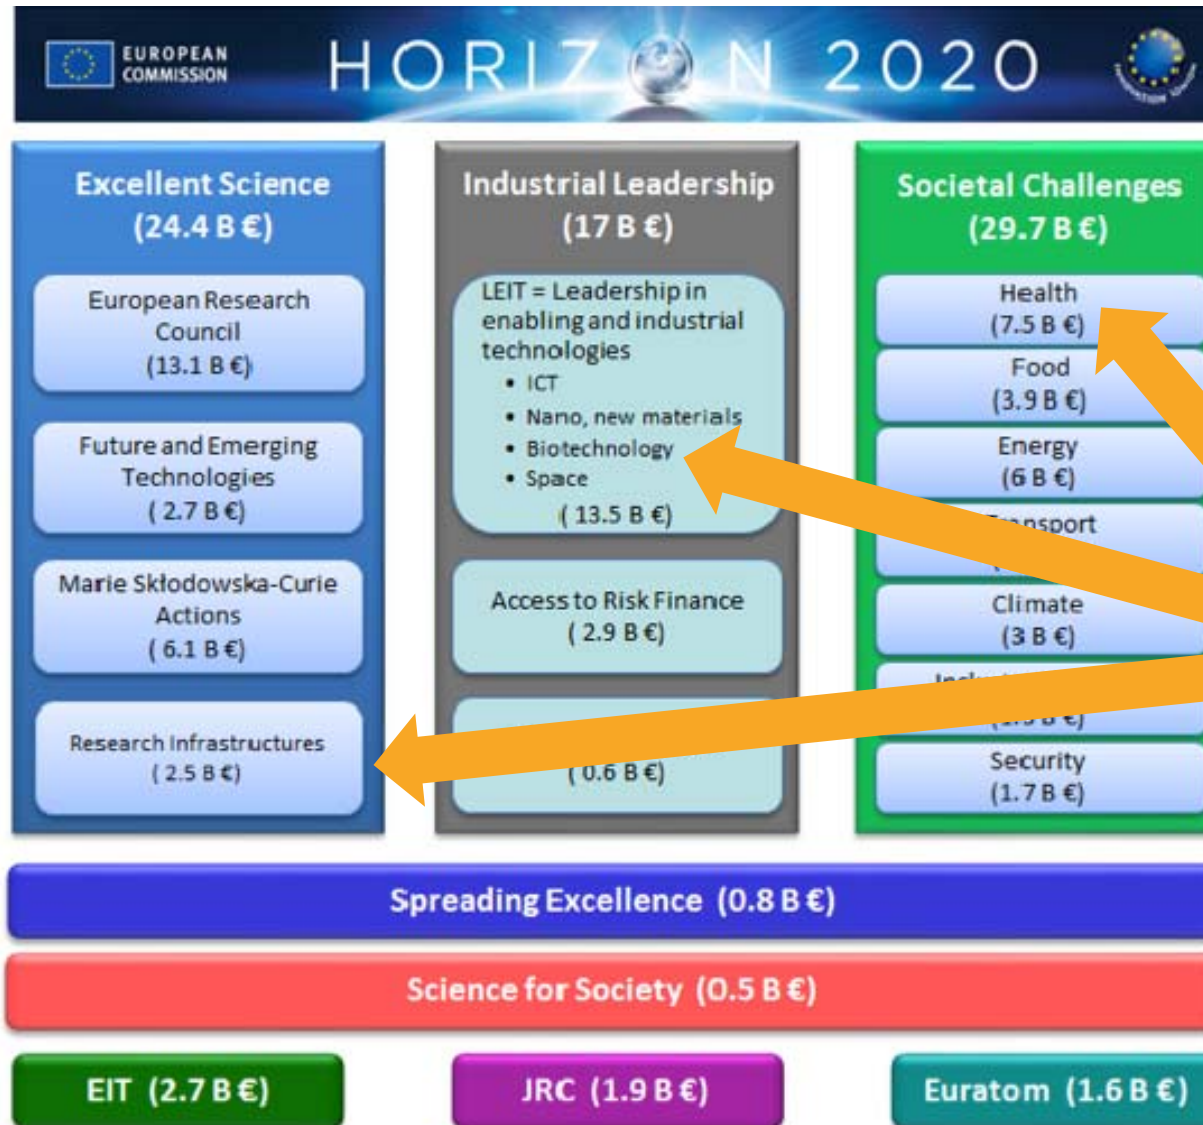 EUROPEAN
COMMISSION
HORIZON 2020
Excellent Science
(24.4 B €)
European Research
Council
(13.1 B €)
Future and Emerging
Technologies
( 2.7 B €)
Marie Skłodowska-Curie
Actions
( 6.1 B €)
Research Infrastructures
( 2.5 B €)
Industrial Leadership
(17 B €)
LEIT = Leadership in
enabling and industrial
technologies
• ICT
• Nano, new materials
• Biotechnology
• Space
( 13.5 B €)
Access to Risk Finance
( 2.9 B €)
( 0.6 B €)
Societal Challenges
(29.7 B €)
Health
(7.5 B €)
Food
(3.9 B €)
Energy
(6 B €)
Transport
Climate
(3 B €)
Security
(1.7 B €)
Spreading Excellence (0.8 B €)
Science for Society (0.5 B €)
EIT (2.7 B €)
JRC (1.9 B €)
Euratom (1.6 B €)